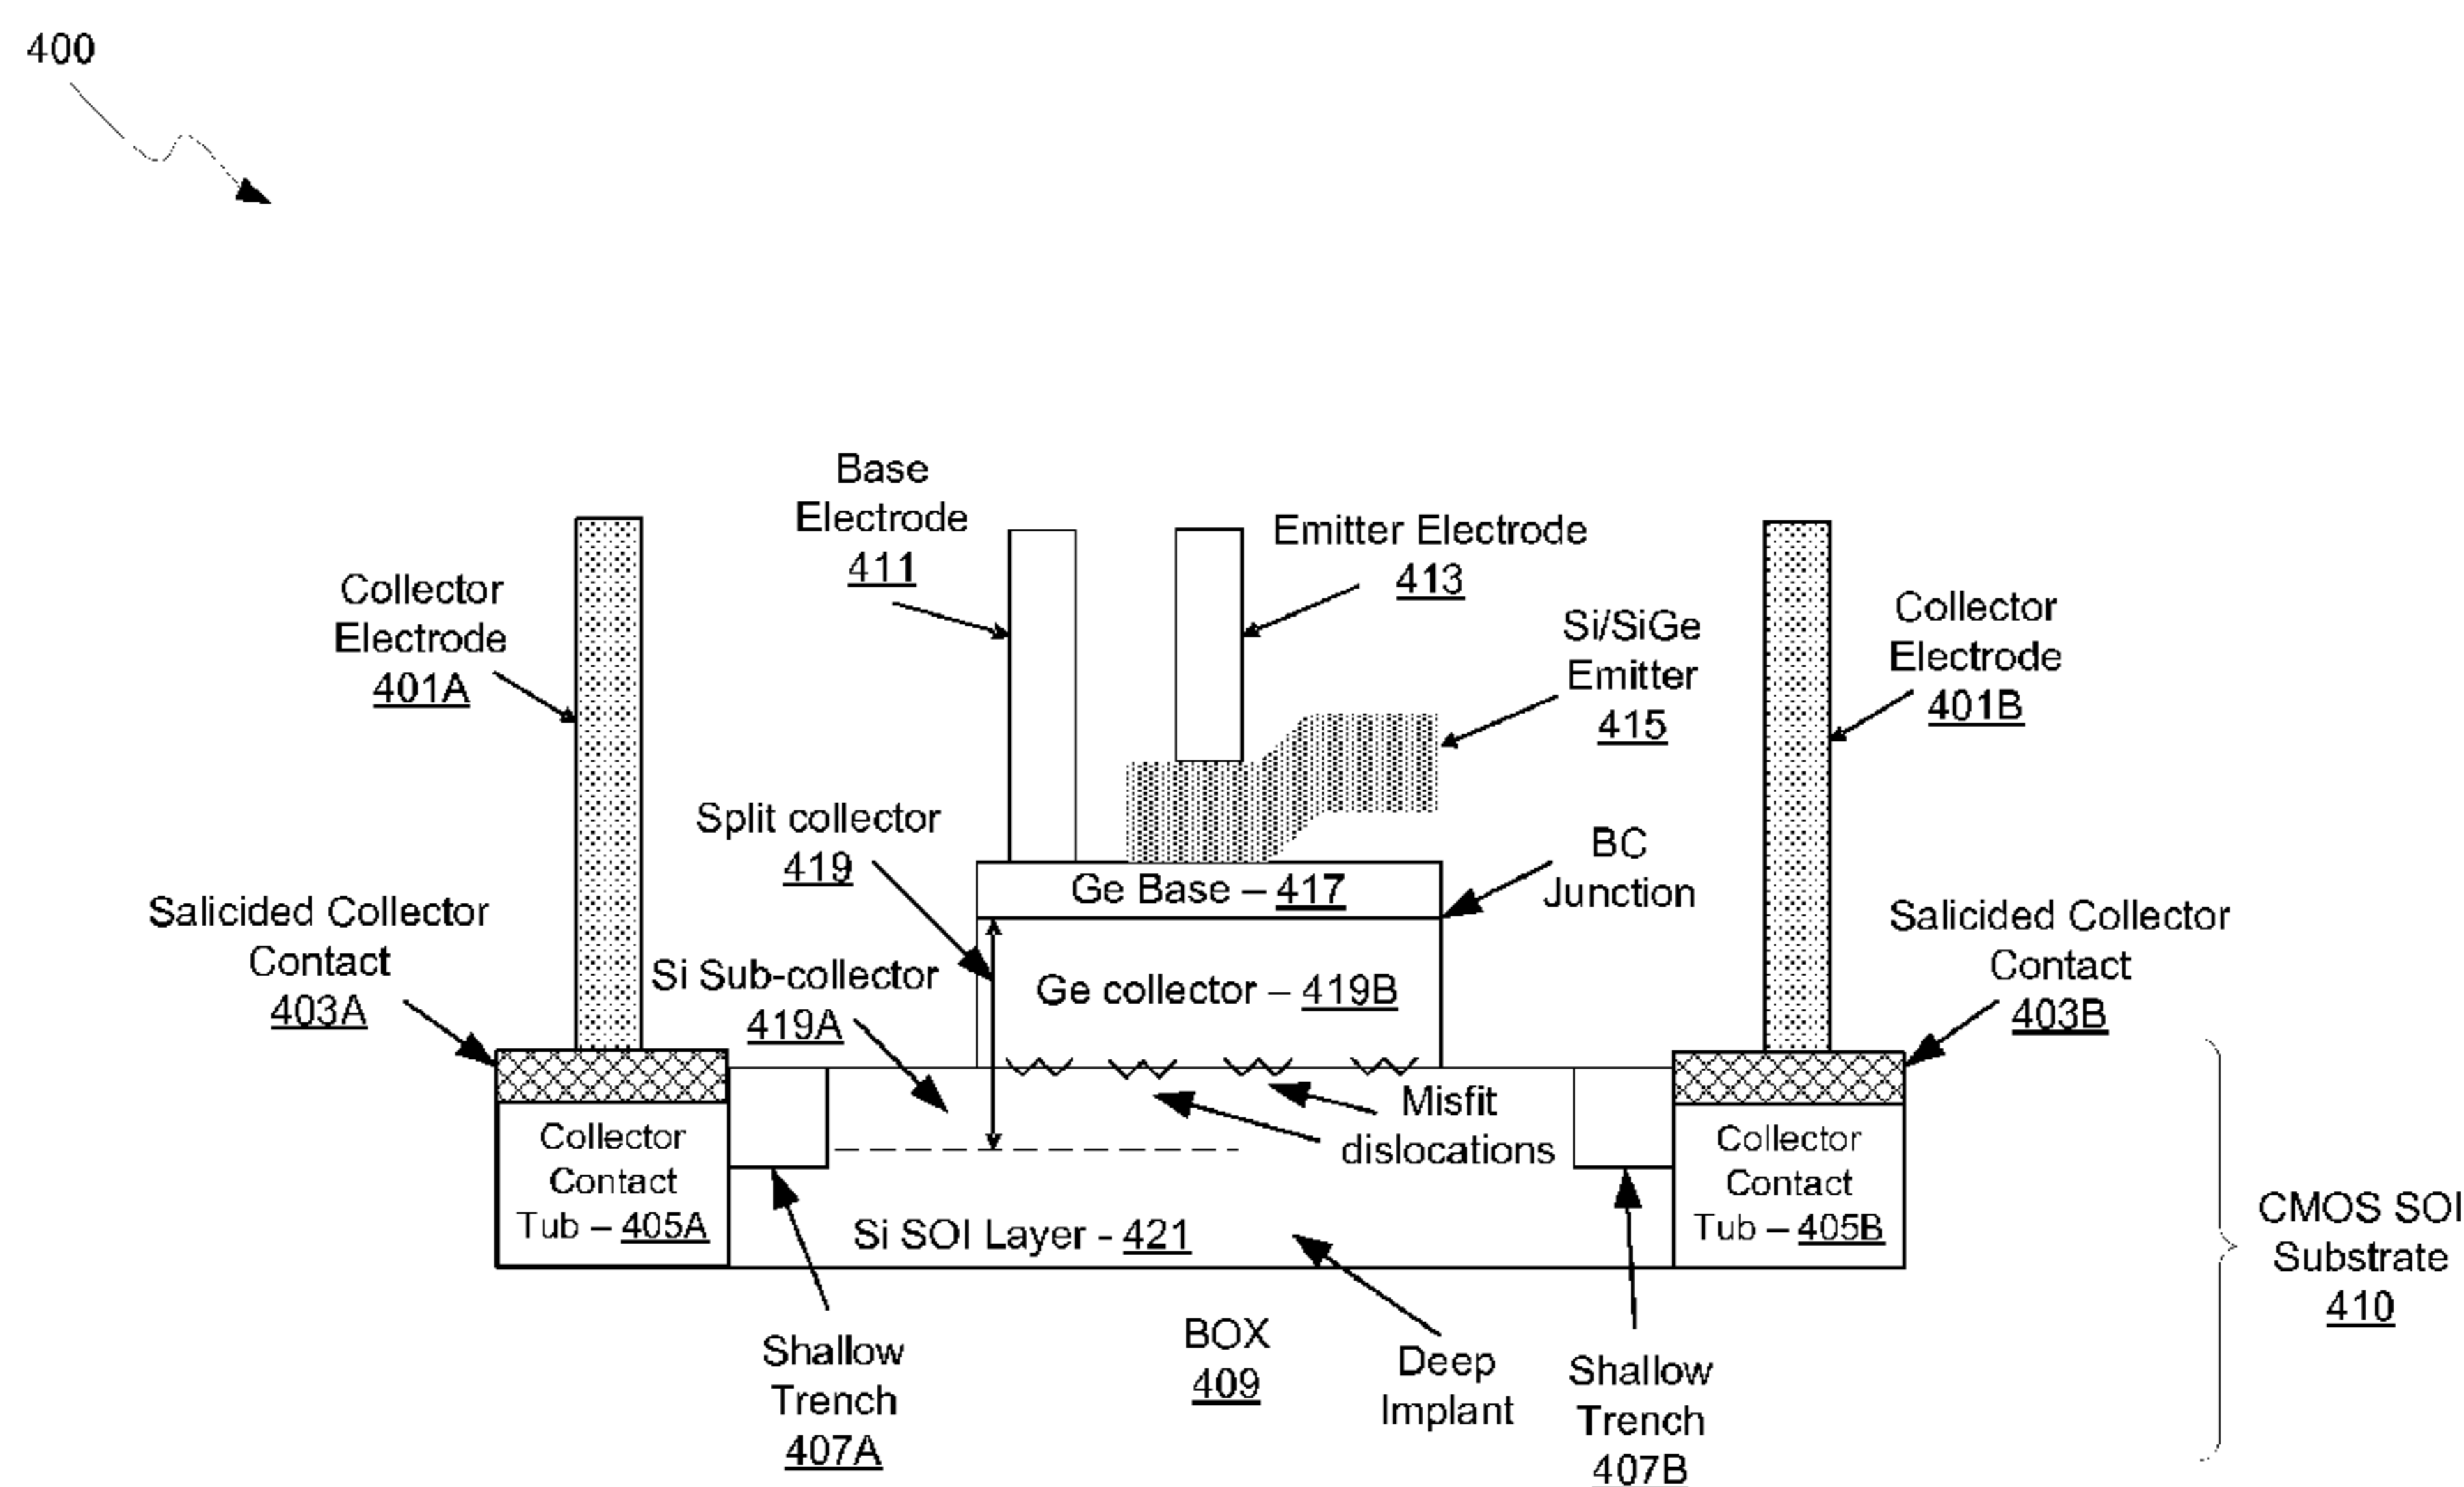 400
Base
Electrode
411
Emitter Electrode
413
Collector
Electrode
401A
Si/SiGe
Emitter
415
Collector
Electrode
401B
Split collector
419
BC
Junction
Ge Base – 417
Salicided Collector
Contact
403A
Si Sub-collector
419A
Ge collector – 419B
Salicided Collector
Contact
403B
Misfit
dislocations
Collector
Contact
Tub – 405A
Collector
Contact
Tub – 405B
Si SOI Layer - 421
CMOS SOI
Substrate
410
Shallow
Trench
407A
BOX
409
Deep
Implant
Shallow
Trench
407B